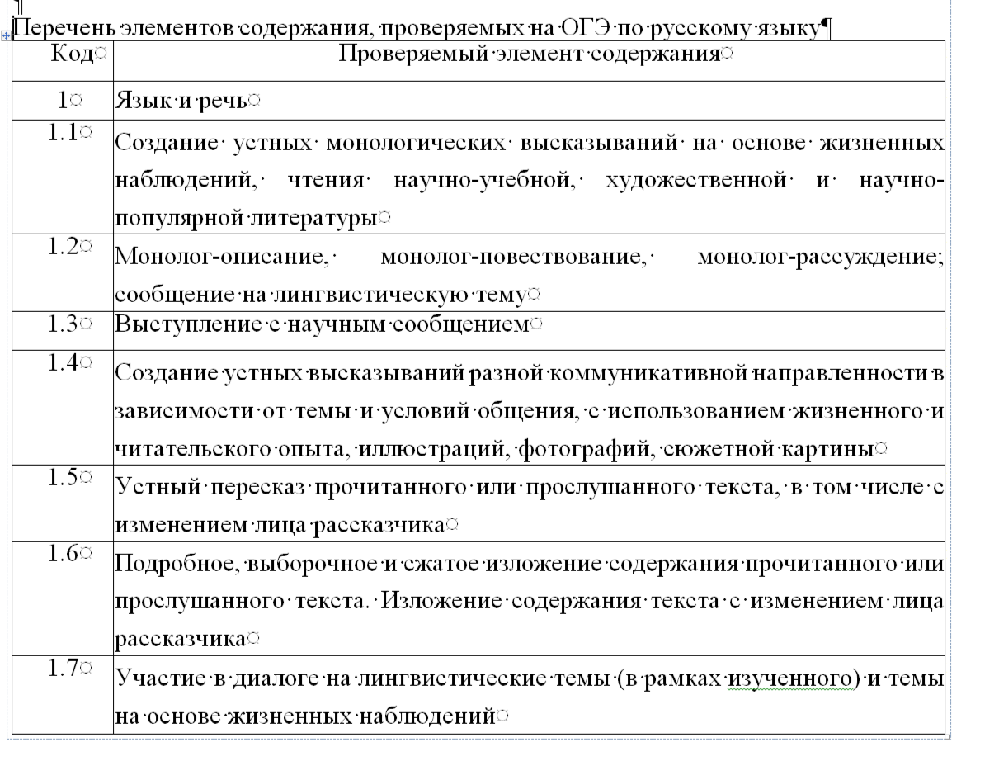 Перечень элементов содержания, проверяемых на ОГЭ по русскому языку
Код Проверяемый элемент содержания
1 Язык и речь
1.1 Создание устных монологических высказываний на основе жизненных
наблюдений, чтения научно-учебной, художественной и научно-
популярной литературы
1.2 Монолог-описание, монолог-повествование, монолог-рассуждение;
сообщение на лингвистическую тему
1.3 Выступление с научным сообщением
1.4 Создание устных высказываний разной коммуникативной направленности в
зависимости от темы и условий общения, с использованием жизненного и
читательского опыта, иллюстраций, фотографий, сюжетной картины
1.5 Устный пересказ прочитанного или прослушанного текста, в том числе с
изменением лица рассказчика
1.6 Подробное, выборочное и сжатое изложение содержания прочитанного или
прослушанного текста. Изложение содержания текста с изменением лица
рассказчика
1.7 Участие в диалоге на лингвистические темы (в рамках изученного) и темы
на основе жизненных наблюдений